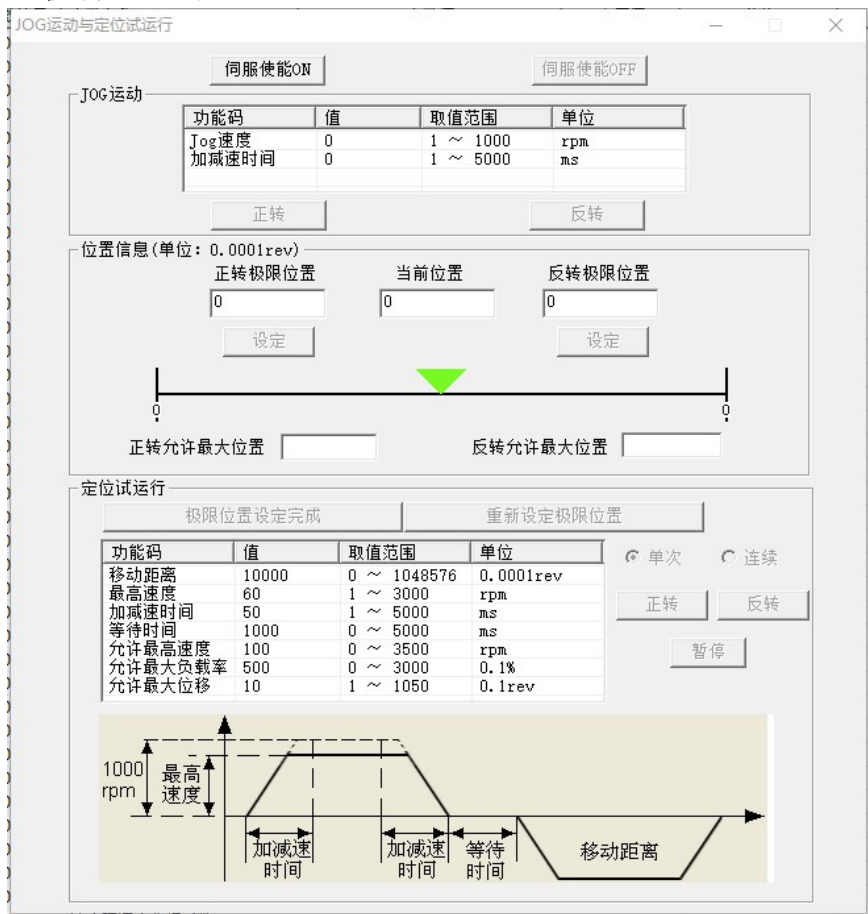 JOG运动与定位试运行
伺服使能ON 伺服使能OFF
JOG运动
功能码 值 取值范围 单位
Jog速度 0 1 ~ 1000 rpm
加减速时间 0 1 ~ 5000 ms
正转 反转
位置信息(单位: 0.0001rev)
正转极限位置 当前位置 反转极限位置
0 0 0
设定 设定
0 0
正转允许最大位置 反转允许最大位置
定位试运行
极限位置设定完成 重新设定极限位置
功能码 值 取值范围 单位
移动距离 10000 0 ~ 1048576 0.0001rev
最高速度 60 1 ~ 3000 rpm
加减速时间 50 1 ~ 5000 ms
等待时间 1000 0 ~ 5000 ms
允许最高速度 100 0 ~ 3500 rpm
允许最大负载率 500 0 ~ 3000 0.1%
允许最大位移 10 1 ~ 1050 0.1rev
单次 连续
正转 反转
暂停
1000
rpm
最高
速度
加减速
时间
加减速
时间
等待
时间
移动距离